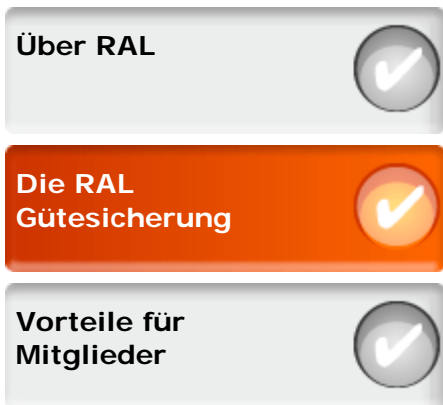 Über RAL
Die RAL
Gütesicherung
Vorteile für
Mitglieder